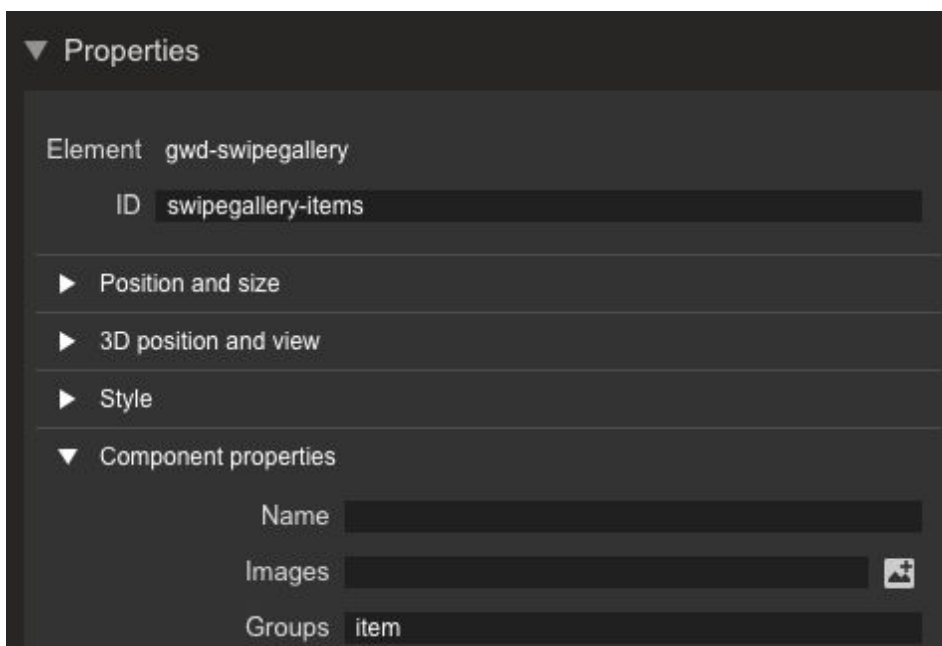 Properties
Element gwd-swipegallery
ID swipegallery-items
Position and size
3D position and view
Style
Component properties
Name
Images
Groups item